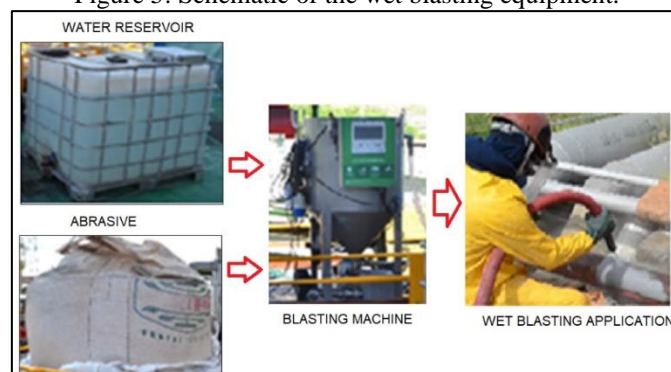 Figure 3. Schematic of the wet blasting equipment.
WATER RESERVOIR
ABRASIVE
BLASTING MACHINE
WET BLASTING APPLICATION